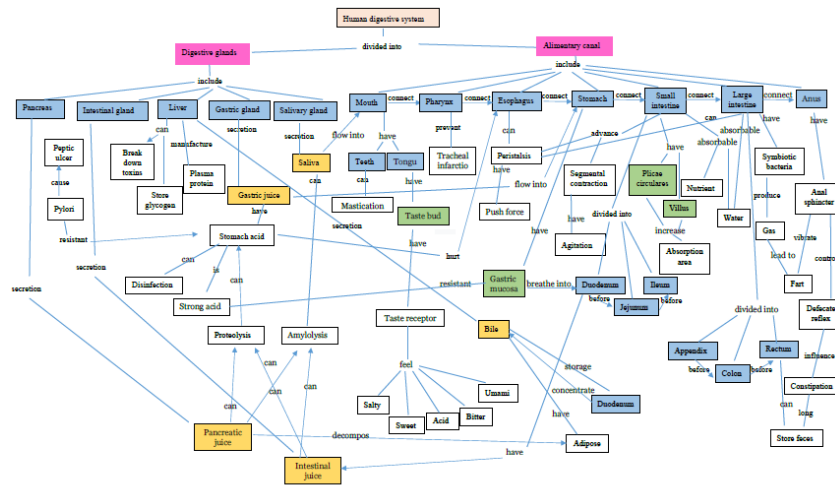 Human digestive system
divided into
Digestive glands
Alimentary canal
include
include
Pancreas
Intestinal gland
Liver
Gastric gland
Salivary gland
Mouth
connect
Pharynx
connect
Esophagus
connect
Stomach
connect
Small
intestine
connect
Large
intestine
connect
Anus
can
manufacture
secretion
secretion
flow into
have
prevent
can
advance
have
can
absorbable
absorbable
have
have
Peptic
ulcer
Break
down
toxins
Plasma
protein
Saliva
Teeth
Tongu
Tracheal
infarctio
Peristalsis
Symbiotic
bacteria
cause
Store
glycogen
can
can
have
have
Segmental
contraction
Plicae
circulares
Nutrient
Anal
sphincter
Pylori
Gastric juice
Mastication
flow into
Villus
produce
have
Taste bud
Push force
divided into
Water
Gas
resistant
Stomach acid
secretion
have
have
increase
vibrate
have
hurt
Agitation
Absorption
area
lead to
control
secretion
secretion
can
is
can
Disinfection
Strong acid
resistant
Gastric
mucosa
breathe into
Duodenum
before
Jejunum
Ileum
before
Fart
Defecate
reflex
Taste receptor
divided into
Proteolysis
Amylolysis
Bile
Appendix
before
Colon
before
Rectum
influence
feel
storage
concentrate
Duodenum
Constipation
can
can
can
Salty
Sweet
Acid
Bitter
Umami
have
can
long
Pancreatic
juice
decompos
Adipose
Store feces
have
Intestinal
juice